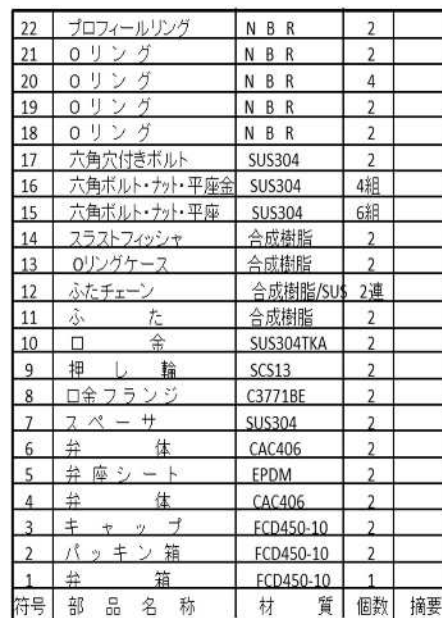 22 プロフィールリング N B R 2
21 O リ ン グ N B R 2
20 O リ ン グ N B R 4
19 O リ ン グ N B R 2
18 O リ ン グ N B R 2
17 六角穴付きボルト SUS304 2
16 六角ボルト・ナット・平座金 SUS304 4組
15 六角ボルト・ナット・平座 SUS304 6組
14 スラストフィッシャ 合成樹脂 2
13 Oリングケース 合成樹脂 2
12 ふたチェーン 合成樹脂/SUS 2連
11 ふ た 合成樹脂 2
10 口 金 SUS304TKA 2
9 押 し 輪 SCS13 2
8 口金フランジ C3771BE 2
7 ス ペ ー サ SUS304 2
6 弁 体 CAC406 2
5 弁 座 シ ー ト EPDM 2
4 弁 体 CAC406 2
3 キ ャ ッ プ FCD450-10 2
2 パ ッ キ ン 箱 FCD450-10 2
1 弁 箱 FCD450-10 1
符号 部 品 名 称 材 質 個数 摘要